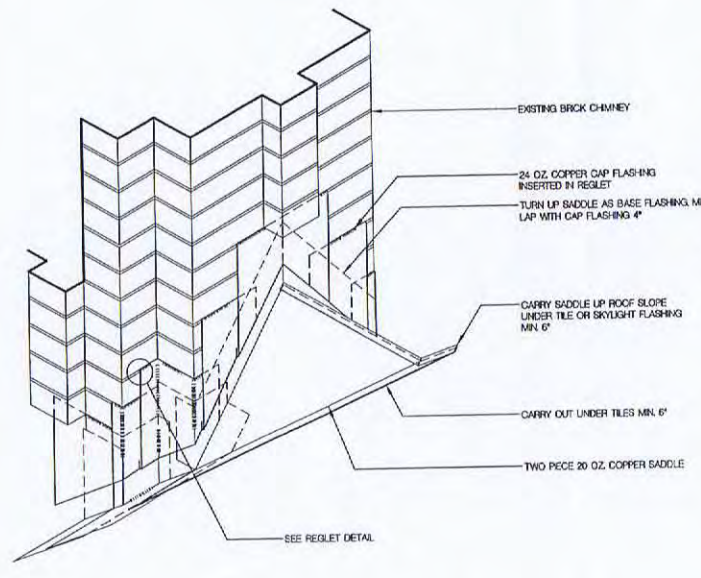 EXISTING BRICK CHIMNEY
24 OZ. COPPER CAP FLASHING
INSERTED IN REGLET
TURN UP SADDLE AS BASE FLASHING, MI
LAP WITH CAP FLASHING 4"
CARRY SADDLE UP ROOF SLOPE
UNDER TILE OR SKYLIGHT FLASHING
MIN. 6"
CARRY OUT UNDER TILES MIN. 6"
TWO PIECE 20 OZ. COPPER SADDLE
SEE REGLET DETAIL